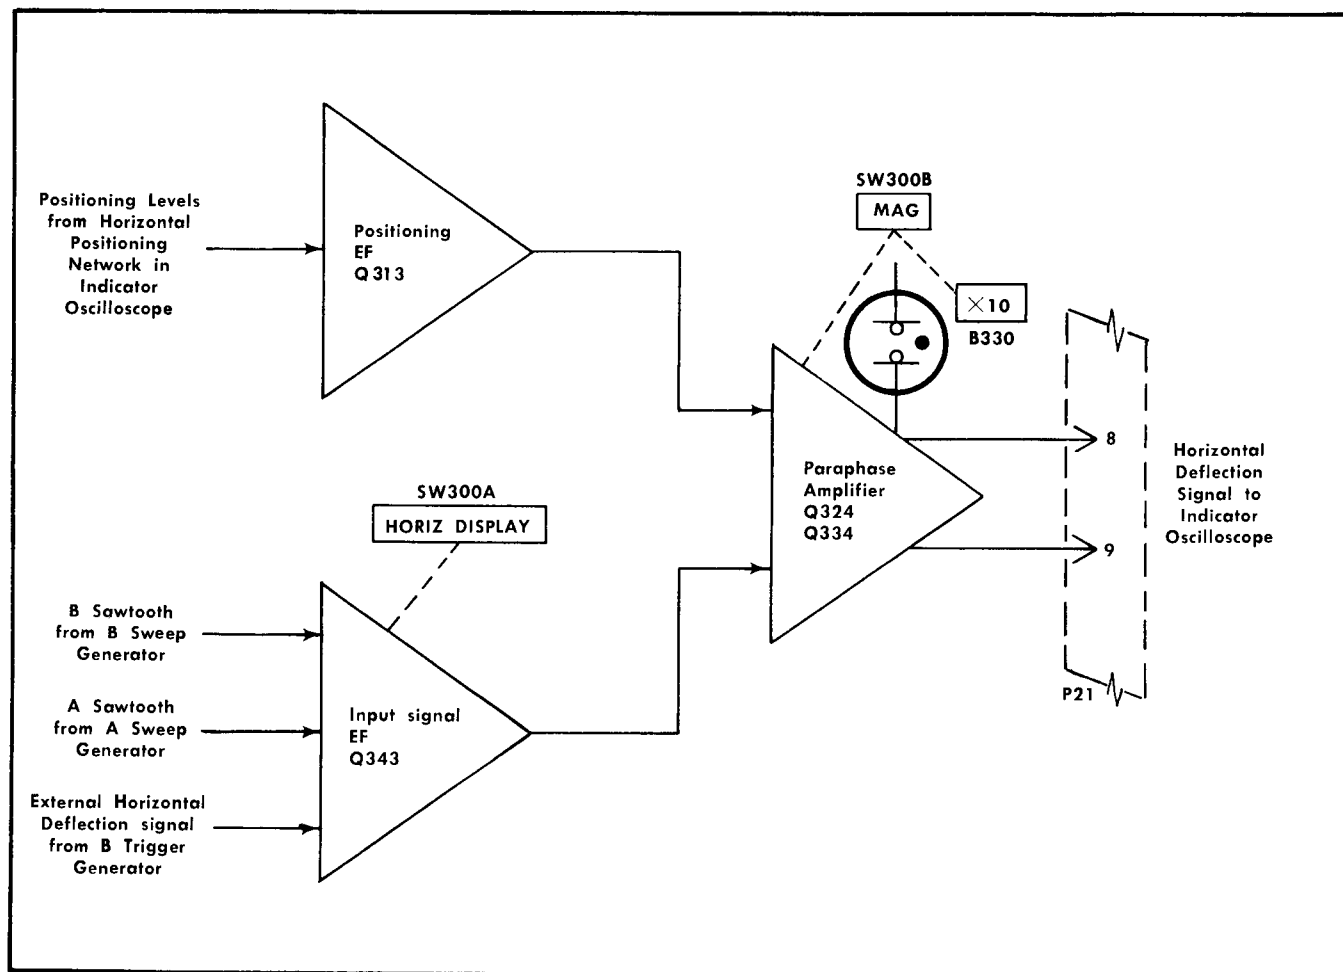 Positioning Levels
from Horizontal
Positioning
Network in
Indicator
Oscilloscope
Positioning
EF
Q313
SW300B
MAG
×10
B330
SW300A
HORIZ DISPLAY
Paraphase
Amplifier
Q324
Q334
8
9
Horizontal
Deflection
Signal to
Indicator
Oscilloscope
P21
B Sawtooth
from B Sweep
Generator
A Sawtooth
from A Sweep
Generator
External Horizontal
Deflection signal
from B Trigger
Generator
Input signal
EF
Q343